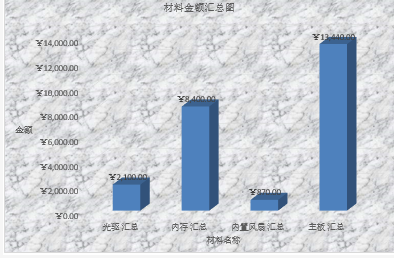 材料金额汇总图
¥14,000.00
¥12,000.00
¥10,000.00
¥8,000.00
¥6,000.00
¥4,000.00
¥2,000.00
¥0.00
金额
¥2,100.00
¥8,400.00
¥870.00
¥13,440.00
光驱 汇总
内存 汇总
内置风扇 汇总
主板 汇总
材料名称